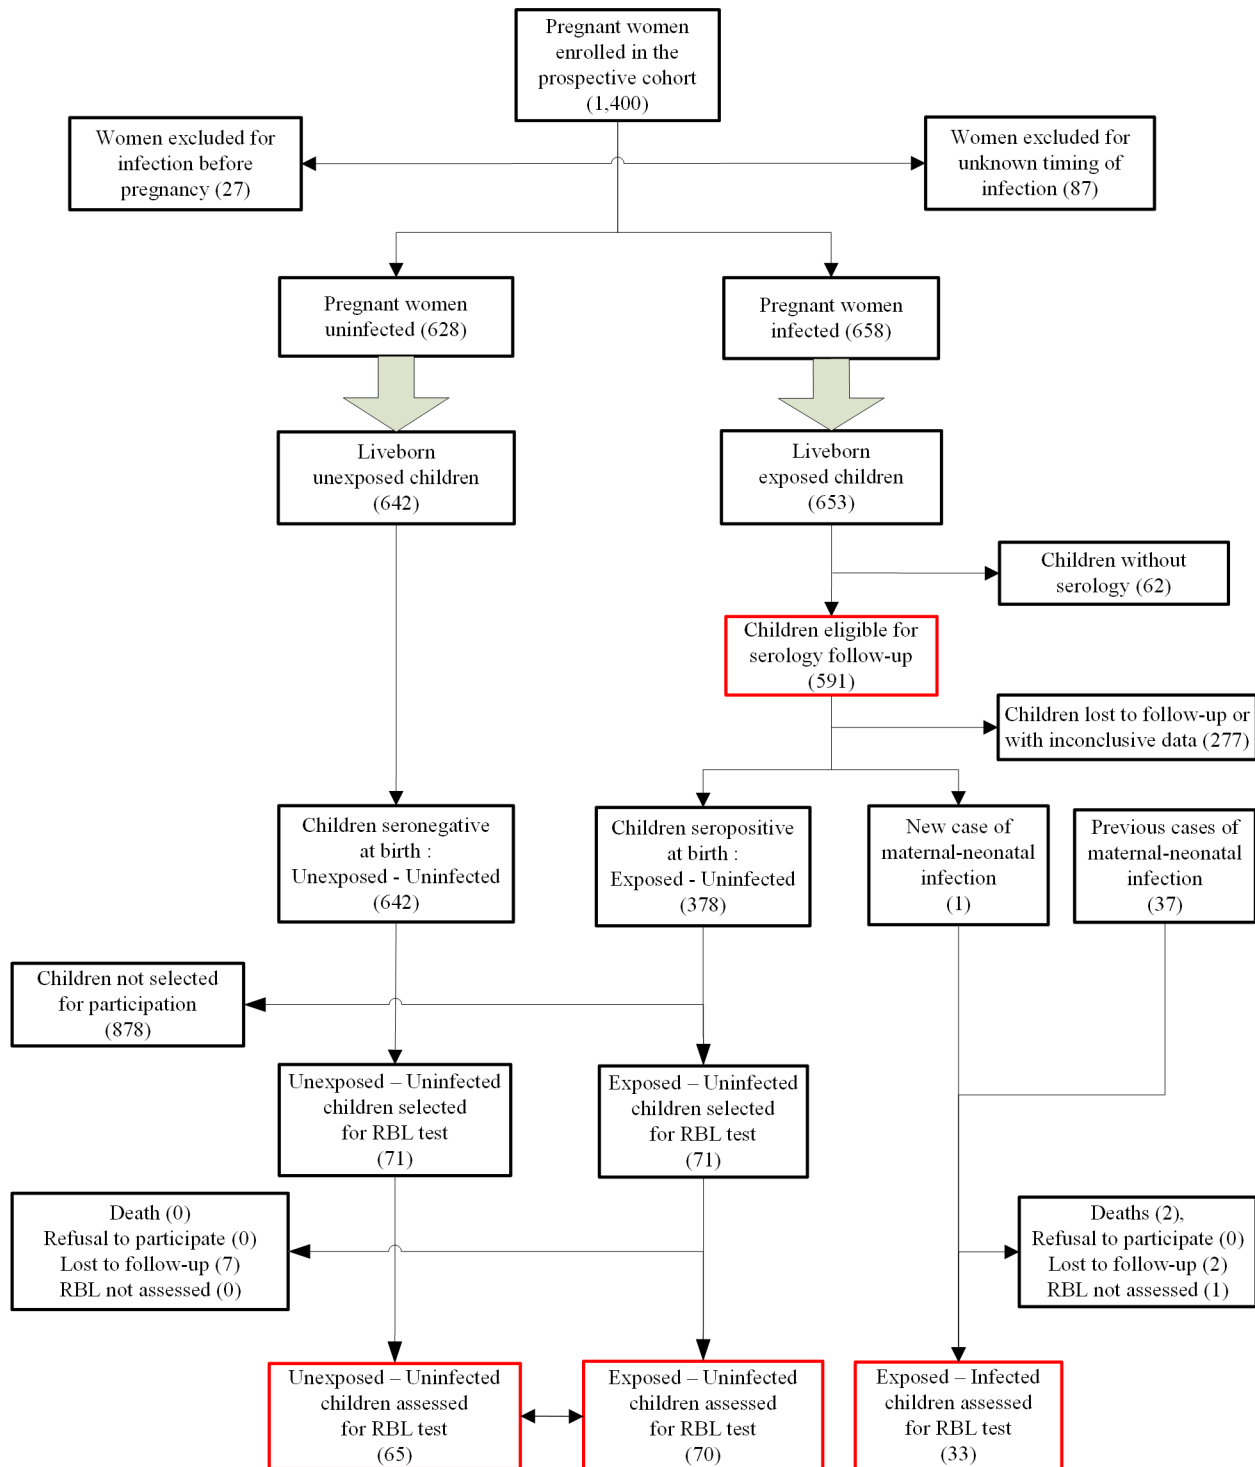 Pregnant women
enrolled in the
prospective cohort
(1,400)
Women excluded for
infection before
pregnancy (27)
Women excluded for
unknown timing of
infection (87)
Pregnant women
uninfected (628)
Pregnant women
infected (658)
Liveborn
unexposed children
(642)
Liveborn
exposed children
(653)
Children without
serology (62)
Children eligible for
serology follow-up
(591)
Children lost to follow-up or
with inconclusive data (277)
Children seronegative
at birth :
Unexposed - Uninfected
(642)
Children seropositive
at birth :
Exposed - Uninfected
(378)
New case of
maternal-neonatal
infection
(1)
Previous cases of
maternal-neonatal
infection
(37)
Children not selected
for participation
(878)
Unexposed – Uninfected
children selected
for RBL test
(71)
Exposed – Uninfected
children selected
for RBL test
(71)
Death (0)
Refusal to participate (0)
Lost to follow-up (7)
RBL not assessed (0)
Deaths (2),
Refusal to participate (0)
Lost to follow-up (2)
RBL not assessed (1)
Unexposed – Uninfected
children assessed
for RBL test
(65)
Exposed – Uninfected
children assessed
for RBL test
(70)
Exposed – Infected
children assessed
for RBL test
(33)